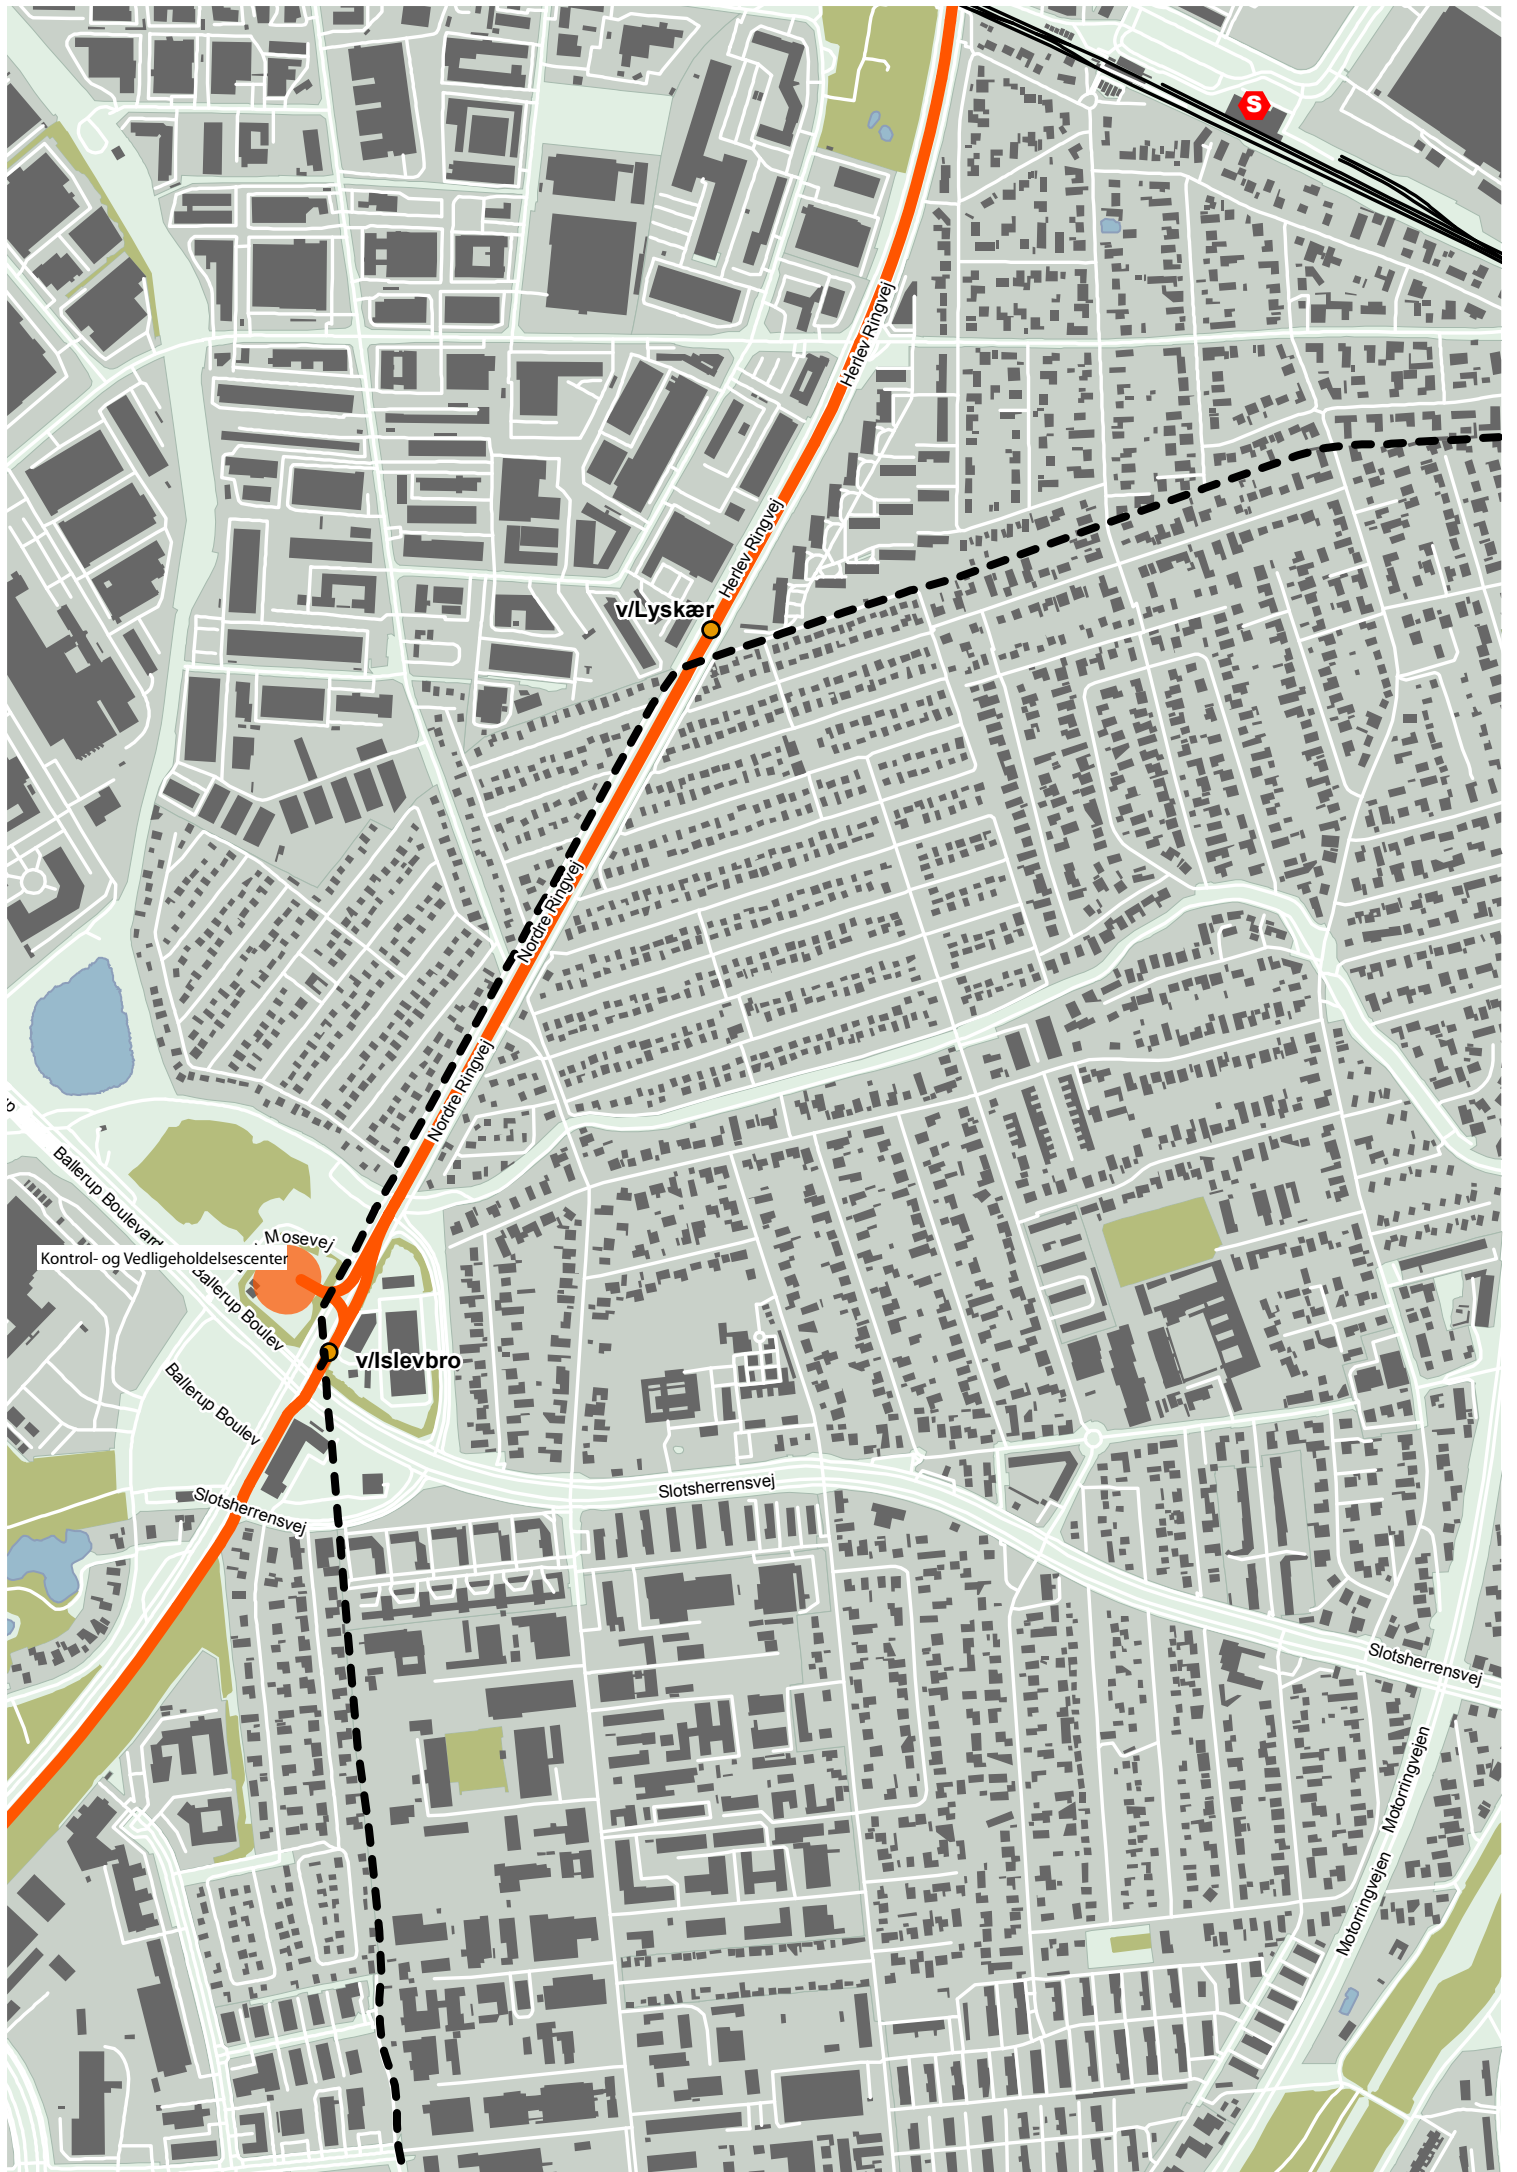 S
Herlev Ringvej
Herlev Ringvej
v/Lyskær
Nordre Ringvej
Nordre Ringvej
Ballerup Boulevard
Mosevej
Kontrol- og Vedligeholdelsescenter
Ballerup Boulev
v/Islevbro
Ballerup Boulev
Slotsherrensvej
Slotsherrensvej
Slotsherrensvej
Motorringvejen
Motorringvejen